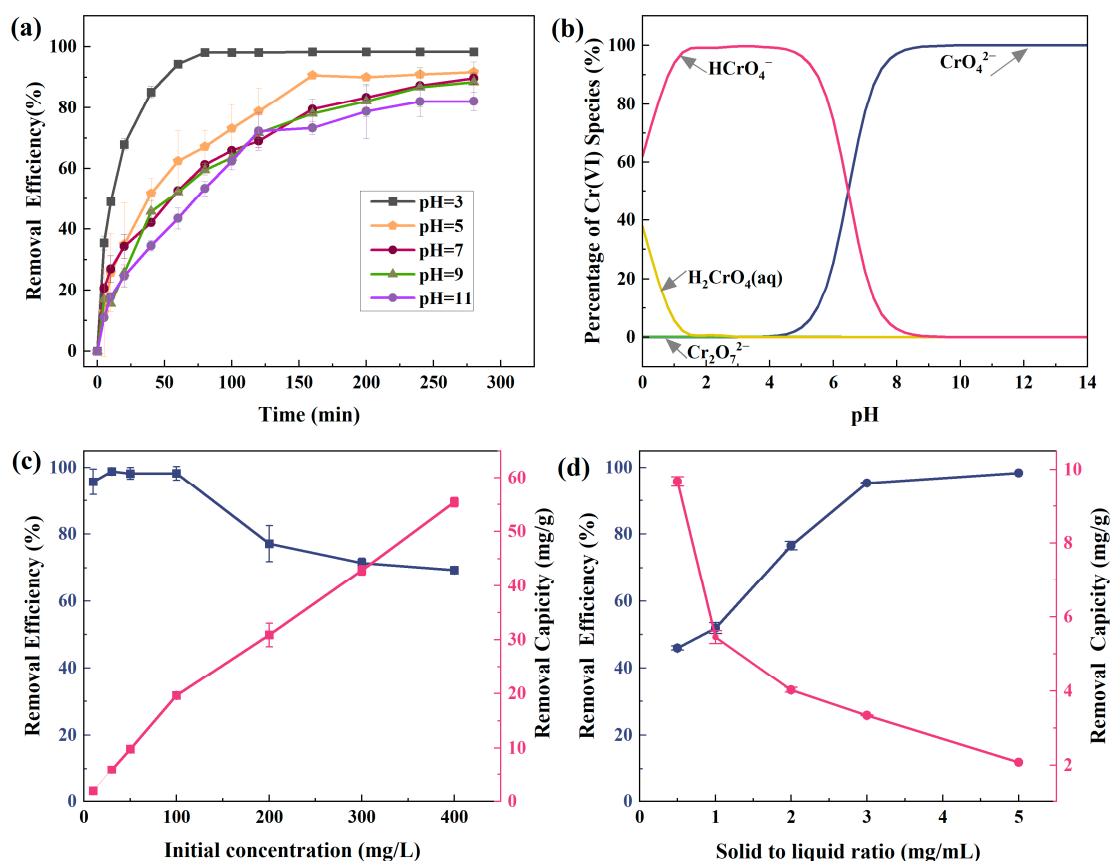 (a)
Removal Efficiency(%)
100
80
60
40
20
0
pH=3
pH=5
pH=7
pH=9
pH=11
0 50 100 150 200 250 300
Time (min)
(b)
Percentage of Cr(VI) Species (%)
100
80
60
40
20
0
HCrO₄⁻
CrO₄²⁻
H₂CrO₄(aq)
Cr₂O₇²⁻
0 2 4 6 8 10 12 14
pH
(c)
Removal Efficiency (%)
100
80
60
40
20
0
60
50
40
30
20
10
0
Removal Capicity (mg/g)
0 100 200 300 400
Initial concentration (mg/L)
(d)
Removal Efficiency (%)
100
80
60
40
20
0
10
8
6
4
2
Removal Capicity (mg/g)
0 1 2 3 4 5
Solid to liquid ratio (mg/mL)